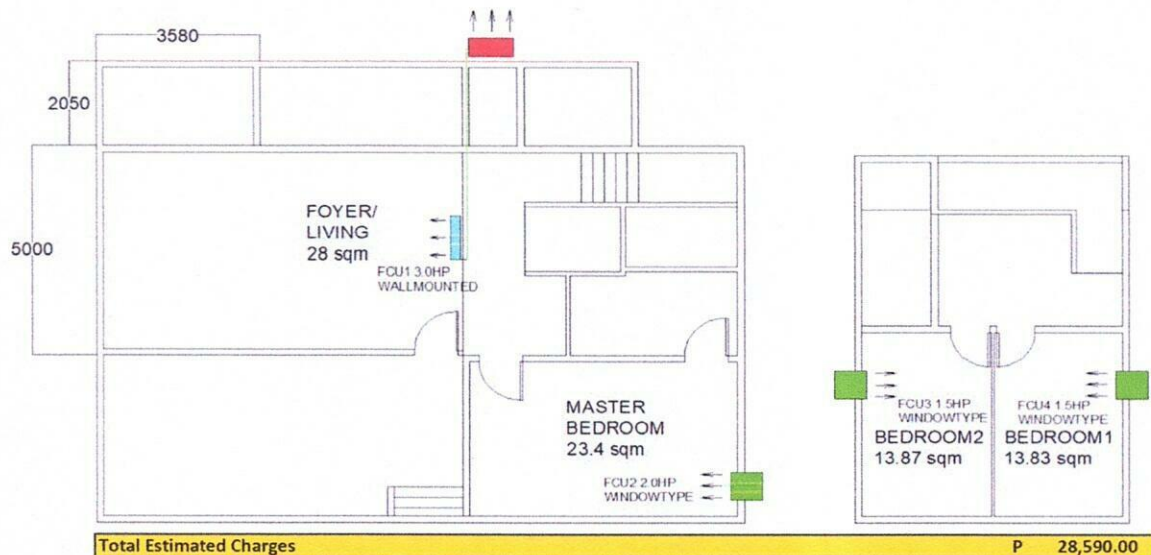 3580
2050
5000
FOYER/
LIVING
28 sqm
FCU1 3.0HP
WALLMOUNTED
MASTER
BEDROOM
23.4 sqm
FCU2 2.0HP
WINDOWTYPE
FCU3 1.5HP
WINDOWTYPE
BEDROOM2
13.87 sqm
FCU4 1.5HP
WINDOWTYPE
BEDROOM1
13.83 sqm
Total Estimated Charges P 28,590.00